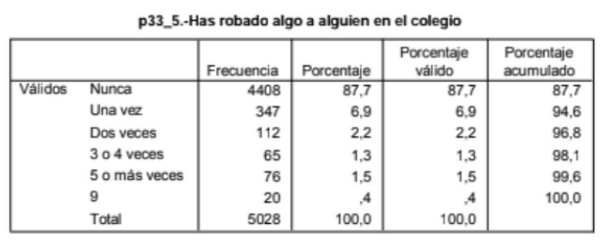 p33_5.-Has robado algo a alguien en el colegio
Frecuencia Porcentaje Porcentaje válido Porcentaje acumulado
Válidos Nunca 4408 87,7 87,7 87,7
Una vez 347 6,9 6,9 94,6
Dos veces 112 2,2 2,2 96,8
3 o 4 veces 65 1,3 1,3 98,1
5 o más veces 76 1,5 1,5 99,6
9 20 ,4 ,4 100,0
Total 5028 100,0 100,0